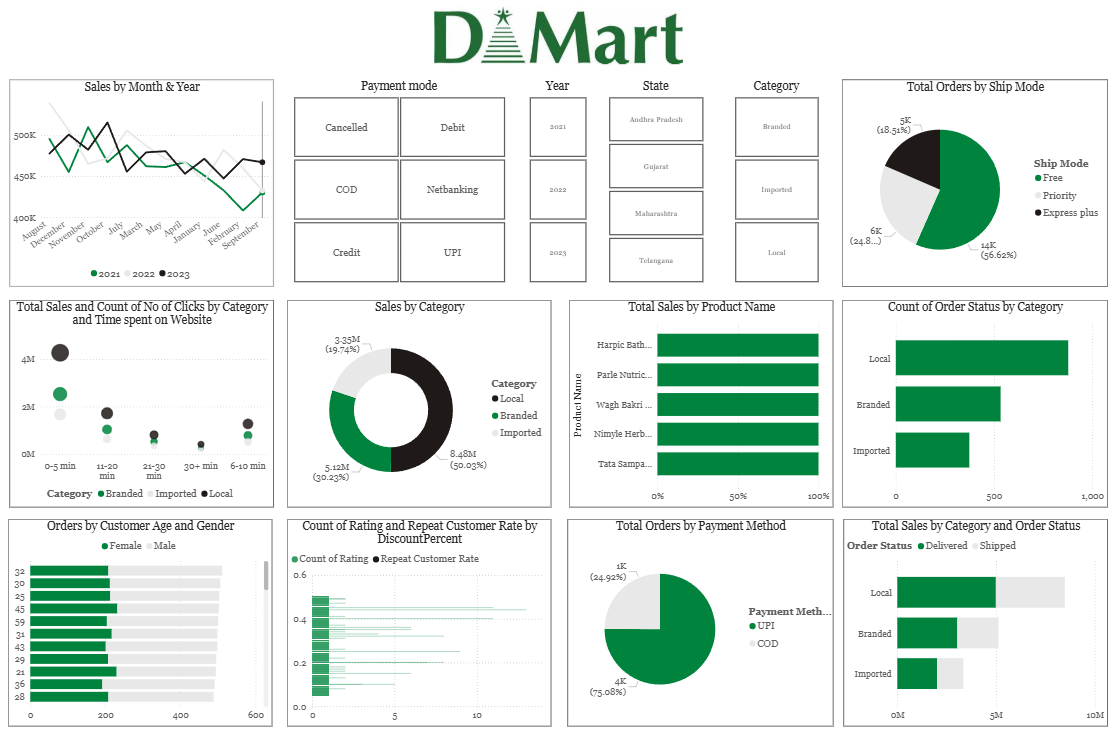 D Mart
Sales by Month & Year
500K
450K
400K
August
December
November
October
July
March
May
April
January
June
February
September
2021
2022
2023
Payment mode
Cancelled
Debit
COD
Netbanking
Credit
UPI
Year
2021
2022
2023
State
Andhra Pradesh
Gujarat
Maharashtra
Telangana
Category
Branded
Imported
Local
Total Orders by Ship Mode
5K
(18.51%)
6K
(24.8...)
14K
(56.62%)
Ship Mode
Free
Priority
Express plus
Total Sales and Count of No of Clicks by Category
and Time spent on Website
4M
2M
0M
0-5 min
11-20
min
21-30
min
30+ min
6-10 min
Category Branded Imported Local
Sales by Category
3.35M
(19.74%)
5.12M
(30.23%)
8.48M
(50.03%)
Category
Local
Branded
Imported
Total Sales by Product Name
Product Name
Harpic Bath...
Parle Nutric...
Wagh Bakri ...
Nimyle Herb...
Tata Sampa...
0%
50%
100%
Count of Order Status by Category
Local
Branded
Imported
0
500
1,000
Orders by Customer Age and Gender
Female Male
32
30
25
45
59
31
43
29
21
36
28
0
200
400
600
Count of Rating and Repeat Customer Rate by
DiscountPercent
Count of Rating Repeat Customer Rate
0.6
0.4
0.2
0.0
0
5
10
Total Orders by Payment Method
1K
(24.92%)
4K
(75.08%)
Payment Meth...
UPI
COD
Total Sales by Category and Order Status
Order Status Delivered Shipped
Local
Branded
Imported
0M
5M
10M